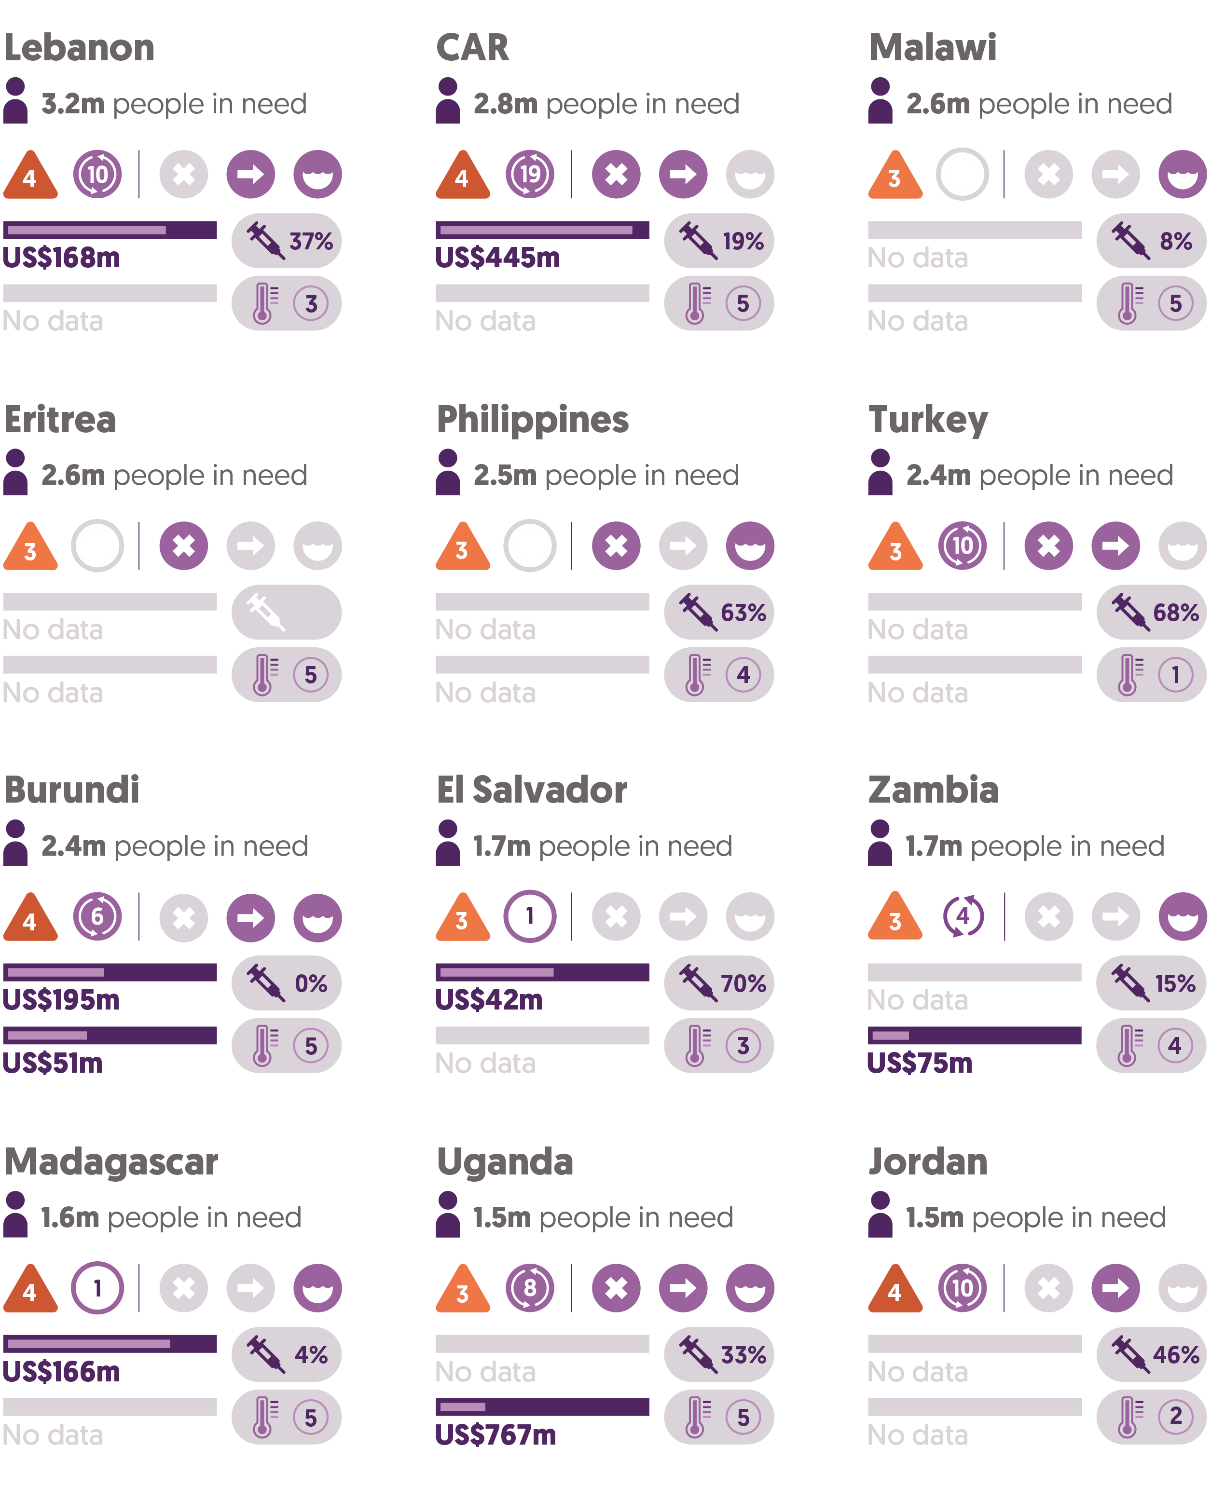 Lebanon
3.2m people in need
4 10
37%
US$168m
3
No data
CAR
2.8m people in need
4 19
19%
US$445m
5
No data
Malawi
2.6m people in need
3
8%
No data
5
No data
Eritrea
2.6m people in need
3
No data
5
No data
Philippines
2.5m people in need
3
63%
No data
4
No data
Turkey
2.4m people in need
3 10
68%
No data
1
No data
Burundi
2.4m people in need
4 6
0%
US$195m
5
US$51m
El Salvador
1.7m people in need
3 1
70%
US$42m
3
No data
Zambia
1.7m people in need
3 4
15%
No data
4
US$75m
Madagascar
1.6m people in need
4 1
4%
US$166m
5
No data
Uganda
1.5m people in need
3 8
33%
No data
5
US$767m
Jordan
1.5m people in need
4 10
46%
No data
2
No data